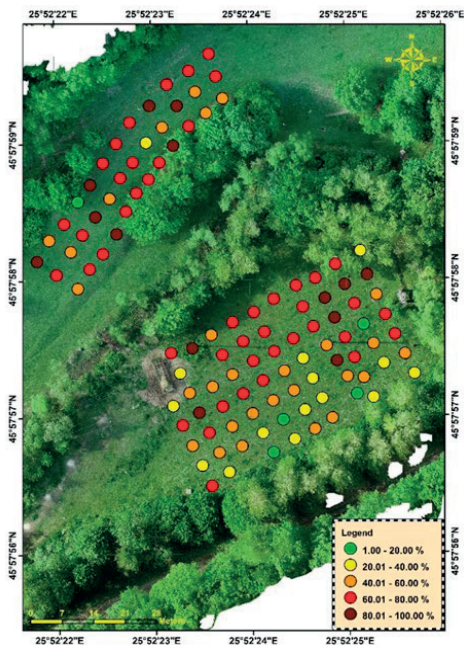 25°52'22"E 25°52'23"E 25°52'24"E 25°52'25"E 25°52'26"E
N
W E
S
45°57'59"N 45°57'59"N
45°57'58"N 45°57'58"N
45°57'57"N 45°57'57"N
45°57'56"N 45°57'56"N
Legend
1.00 - 20.00 %
20.01 - 40.00 %
40.01 - 60.00 %
60.01 - 80.00 %
80.01 - 100.00 %
0 7 14 21 28
Meters
25°52'22"E 25°52'23"E 25°52'24"E 25°52'25"E